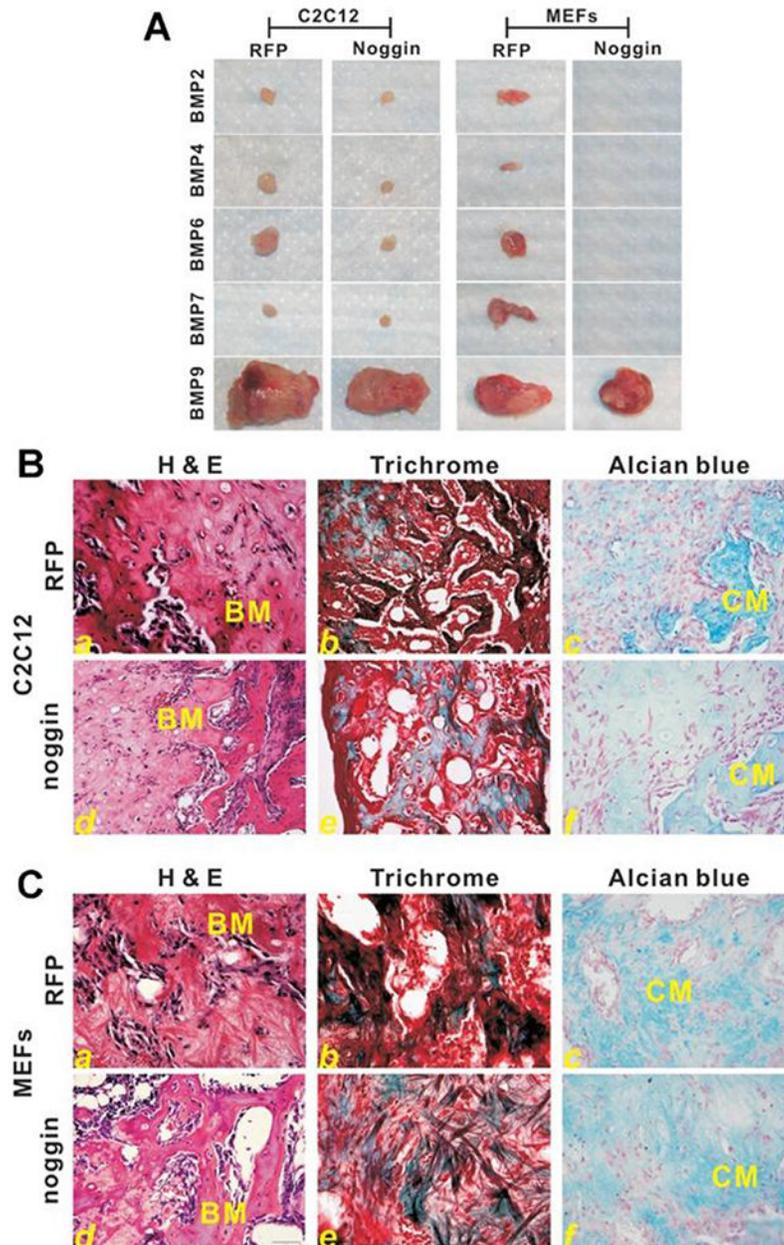 A
C2C12 MEFs
RFP Noggin RFP Noggin
BMP2
BMP4
BMP6
BMP7
BMP9
B
H & E Trichrome Alcian blue
C2C12
RFP
BM
CM
a b c
noggin
BM
CM
d e f
C
H & E Trichrome Alcian blue
MEFs
RFP
BM
CM
a b c
noggin
BM
CM
d e f